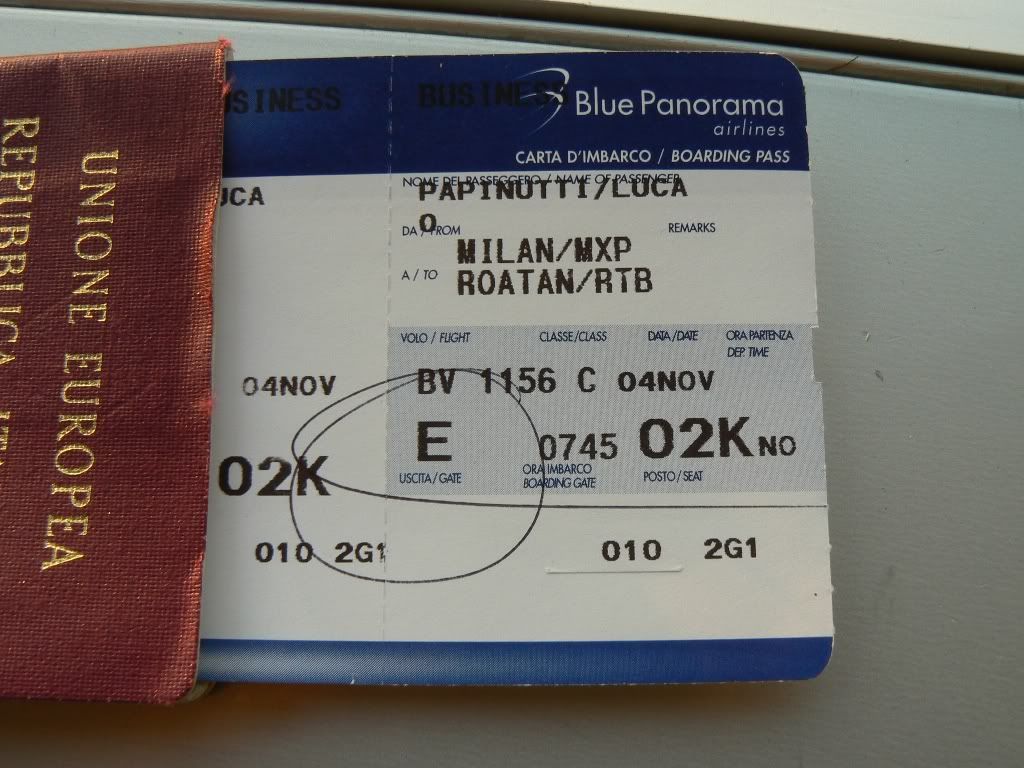 UNIONE EUROPEA
REPUBBLICA
BUSINESS
UCA
04NOV
02K
010 2G1
BUSINESS
Blue Panorama
airlines
CARTA D'IMBARCO / BOARDING PASS
NOME DEL PASSEGGERO / NAME OF PASSENGER
PAPINUTTI/LUCA
O
DA / FROM
REMARKS
MILAN/MXP
A / TO
ROATAN/RTB
VOLO / FLIGHT CLASSE/CLASS DATA/DATE ORA PARTENZA
DEP. TIME
BV 1156 C 04NOV
E 0745 02K NO
USCITA / GATE ORA IMBARCO POSTO / SEAT
BOARDING GATE
010 2G1